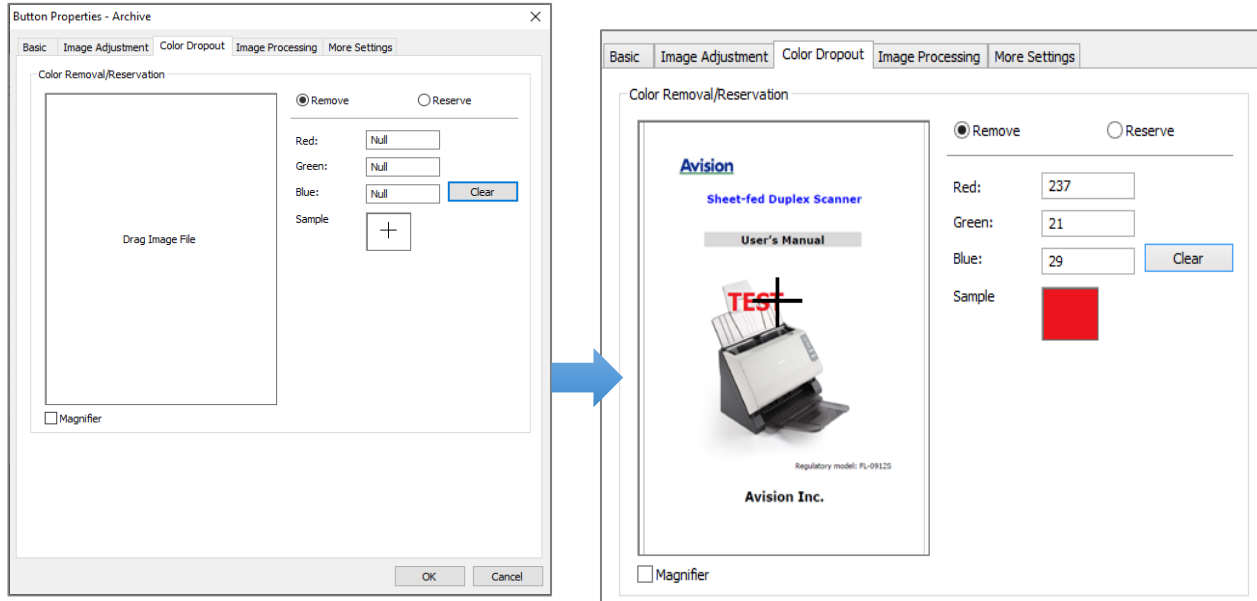 Button Properties - Archive
Basic Image Adjustment Color Dropout Image Processing More Settings
Color Removal/Reservation
Drag Image File
Remove Reserve
Red: Null
Green: Null
Blue: Null Clear
Sample
Magnifier
OK Cancel
Basic Image Adjustment Color Dropout Image Processing More Settings
Color Removal/Reservation
Avision
Sheet-fed Duplex Scanner
User's Manual
TEST
Regulatory model: FL-0912S
Avision Inc.
Remove Reserve
Red: 237
Green: 21
Blue: 29 Clear
Sample
Magnifier